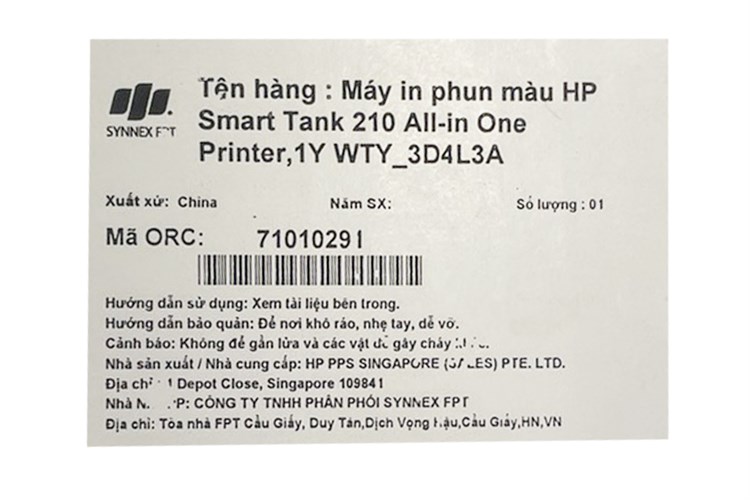 SYNNEX FPT
Tên hàng : Máy in phun màu HP
Smart Tank 210 All-in One
Printer,1Y WTY_3D4L3A
Xuất xứ: China Năm SX: Số lượng : 01
Mã ORC: 71010291
Hướng dẫn sử dụng: Xem tài liệu bên trong.
Hướng dẫn bảo quản: Để nơi khô ráo, nhẹ tay, dễ vỡ.
Cảnh báo: Không để gần lửa và các vật dễ gây cháy
Nhà sản xuất / Nhà cung cấp: HP PPS SINGAPORE (SALES) PTE. LTD.
Địa chỉ: 1 Depot Close, Singapore 109841
Nhà CÔNG TY TNHH PHÂN PHỐI SYNNEX FPT
Địa chỉ: Tòa nhà FPT Cầu Giấy, Duy Tân,Dịch Vọng Hậu,Cầu Giấy,HN,VN